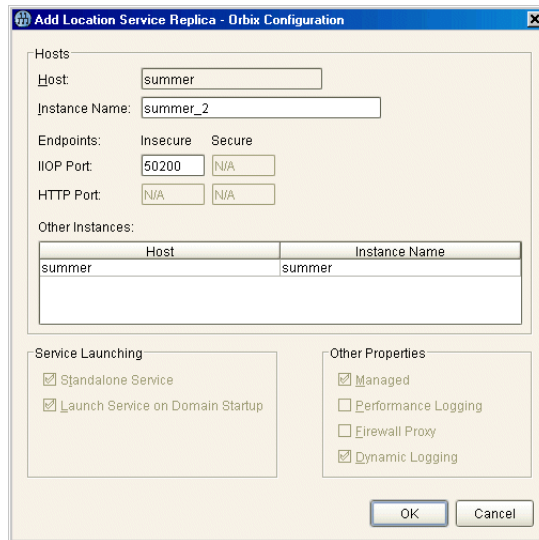 Add Location Service Replica - Orbix Configuration
Hosts
Host: summer
Instance Name: summer_2
Endpoints: Insecure Secure
IIOP Port: 50200 N/A
HTTP Port: N/A N/A
Other Instances:
Host Instance Name
summer summer
Service Launching
Standalone Service
Launch Service on Domain Startup
Other Properties
Managed
Performance Logging
Firewall Proxy
Dynamic Logging
OK Cancel